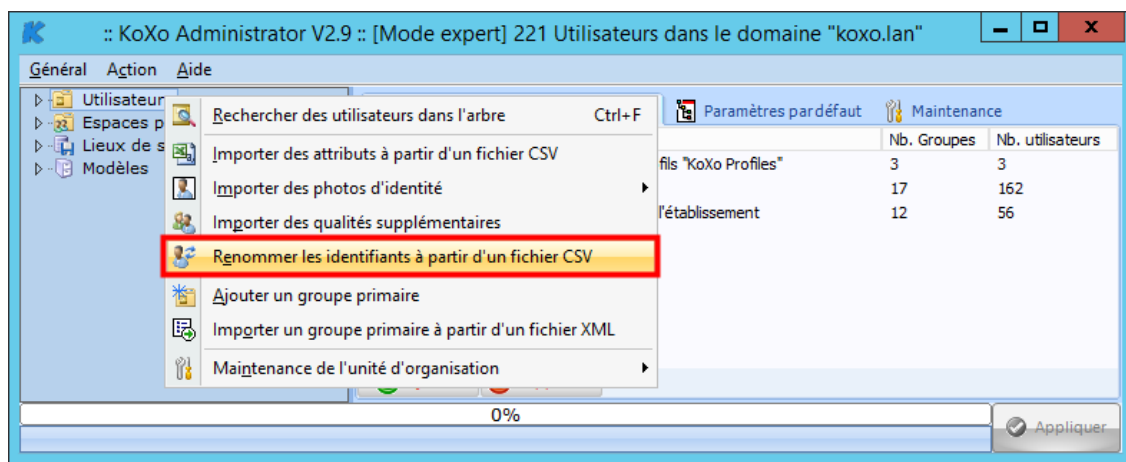 :: KoXo Administrator V2.9 :: [Mode expert] 221 Utilisateurs dans le domaine "koxo.lan"
Général Action Aide
Utilisateur
Espaces p
Lieux de s
Modèles
Rechercher des utilisateurs dans l'arbre Ctrl+F
Importer des attributs à partir d'un fichier CSV
Importer des photos d'identité
Importer des qualités supplémentaires
Renommer les identifiants à partir d'un fichier CSV
Ajouter un groupe primaire
Importer un groupe primaire à partir d'un fichier XML
Maintenance de l'unité d'organisation
Paramètres par défaut Maintenance
Nb. Groupes Nb. utilisateurs
fils "KoXo Profiles" 3 3
17 162
l'établissement 12 56
0%
Appliquer